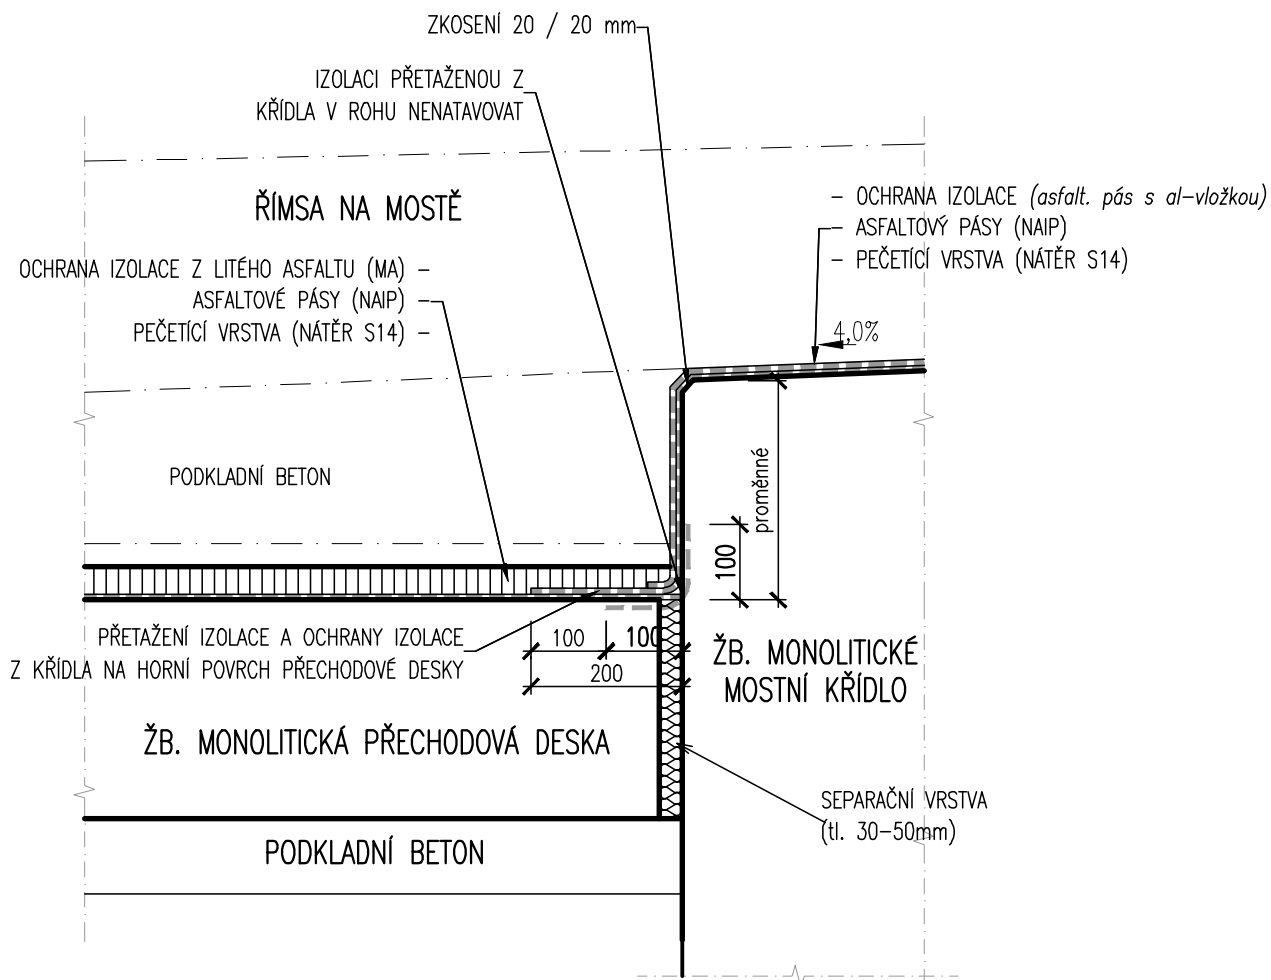 ZKOSENÍ 20 / 20 mm
IZOLACI PŘETAŽENOU Z
KŘÍDLA V ROHU NENATAVOVAT
ŘÍMSA NA MOSTĚ
– OCHRANA IZOLACE (asfalt. pás s al–vložkou)
– ASFALTOVÝ PÁSY (NAIP)
– PEČETÍCÍ VRSTVA (NÁTĚR S14)
OCHRANA IZOLACE Z LITÉHO ASFALTU (MA) –
ASFALTOVÉ PÁSY (NAIP) –
PEČETÍCÍ VRSTVA (NÁTĚR S14) –
4,0%
PODKLADNÍ BETON
proměnné
100
PŘETAŽENÍ IZOLACE A OCHRANY IZOLACE
Z KŘÍDLA NA HORNÍ POVRCH PŘECHODOVÉ DESKY
100
100
200
ŽB. MONOLITICKÉ
MOSTNÍ KŘÍDLO
ŽB. MONOLITICKÁ PŘECHODOVÁ DESKA
SEPARAČNÍ VRSTVA
(tl. 30–50mm)
PODKLADNÍ BETON